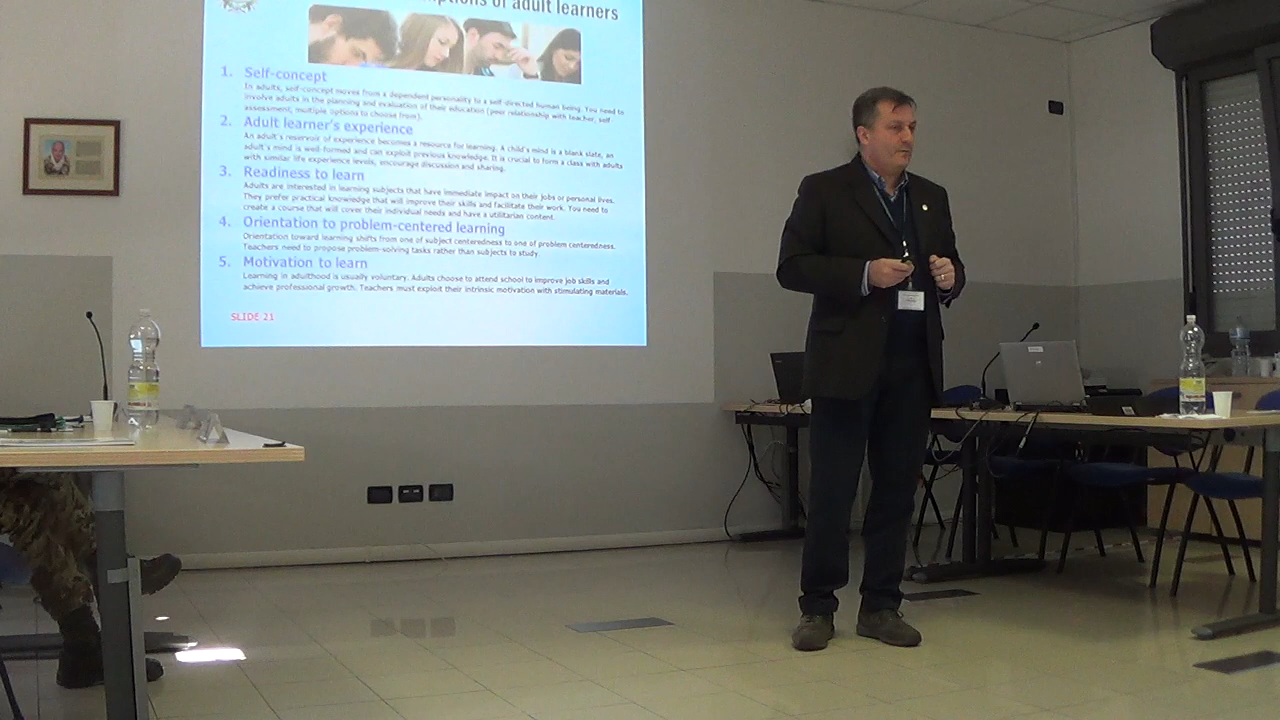 of adult learners
1. Self-concept
In adults, self-concept moves from a dependent personality to a self-directed human being. You need to
involve adults in the planning and evaluation of their education (peer relationship with teacher, self-
assessment, multiple options to choose from).
2. Adult learner's experience
An adult's reservoir of experience becomes a resource for learning. A child's mind is a blank slate, an
adult's mind is well-formed and can exploit previous knowledge. It is crucial to form a class with adults
with similar life experience levels, encourage discussion and sharing.
3. Readiness to learn
Adults are interested in learning subjects that have immediate impact on their jobs or personal lives.
They prefer practical knowledge that will improve their skills and facilitate their work. You need to
create a course that will cover their individual needs and have a utilitarian content.
4. Orientation to problem-centered learning
Orientation toward learning shifts from one of subject centeredness to one of problem centeredness.
Teachers need to propose problem-solving tasks rather than subjects to study.
5. Motivation to learn
Learning in adulthood is usually voluntary. Adults choose to attend school to improve job skills and
achieve professional growth. Teachers must exploit their intrinsic motivation with stimulating materials.
SLIDE 21